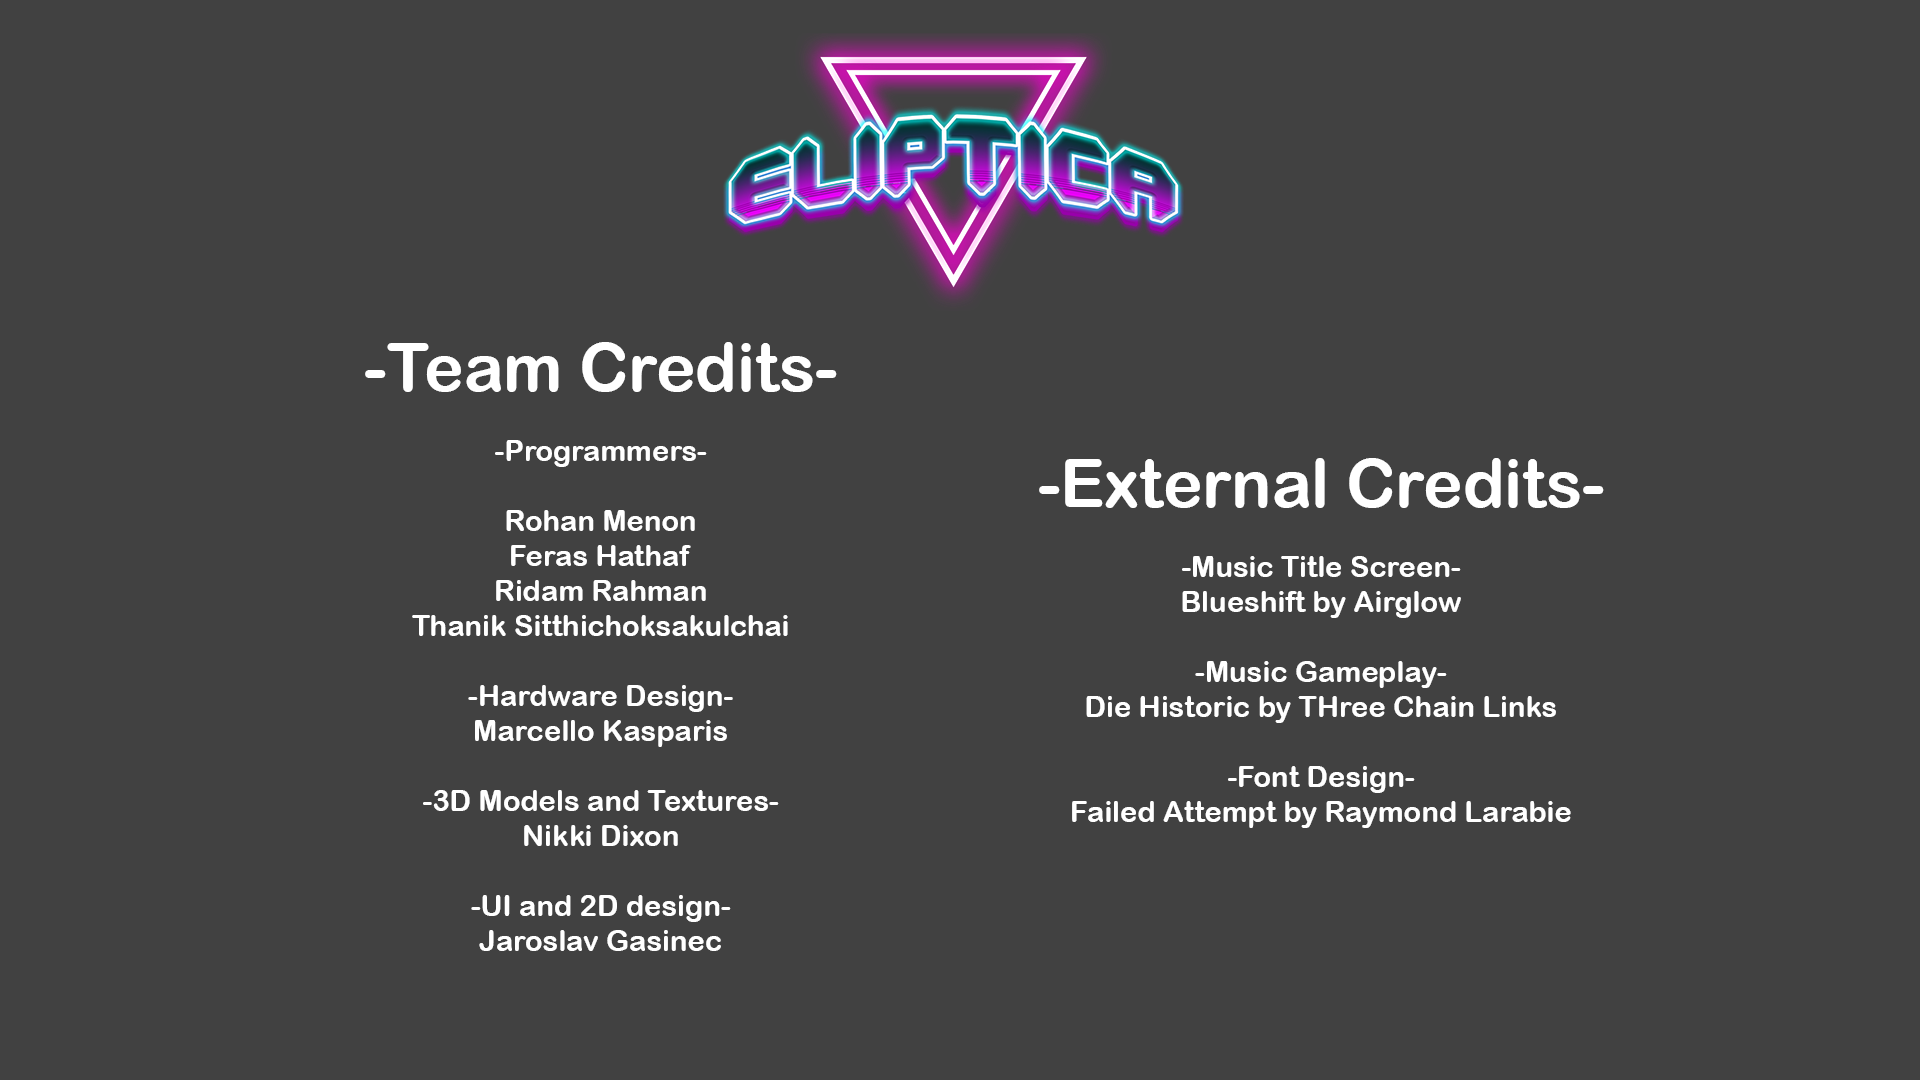 ELIPTICA
-Team Credits-
-Programmers-
Rohan Menon
Feras Hathaf
Ridam Rahman
Thanik Sitthichoksakulchai
-Hardware Design-
Marcello Kasparis
-3D Models and Textures-
Nikki Dixon
-UI and 2D design-
Jaroslav Gasinec
-External Credits-
-Music Title Screen-
Blueshift by Airglow
-Music Gameplay-
Die Historic by THree Chain Links
-Font Design-
Failed Attempt by Raymond Larabie